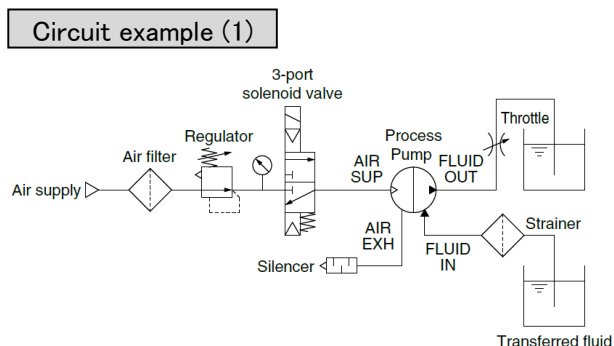 Circuit example (1)
3-port
solenoid valve
Regulator
Air filter
Air supply
Process
Pump
Throttle
AIR
SUP
FLUID
OUT
AIR
EXH
FLUID
IN
Strainer
Silencer
Transferred fluid